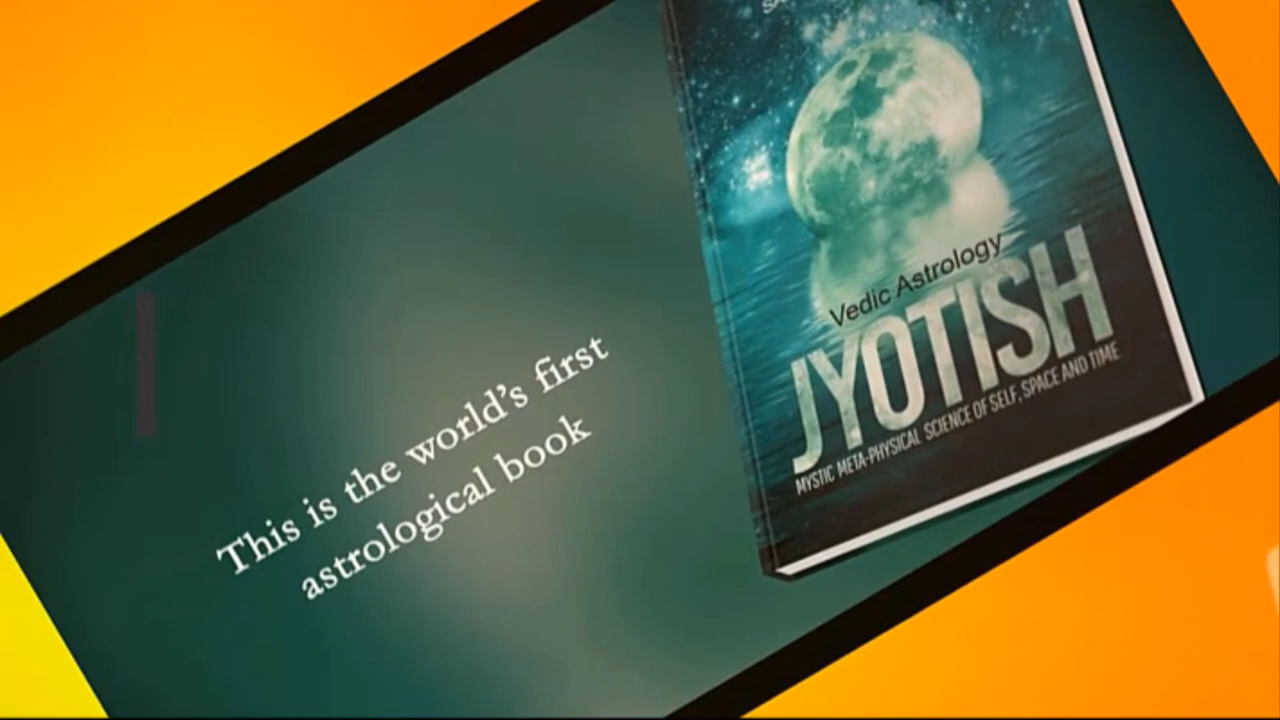 This is the world's first
astrological book
Vedic Astrology
JYOTISH
MYSTIC META-PHYSICAL SCIENCE OF SELF, SPACE AND TIME